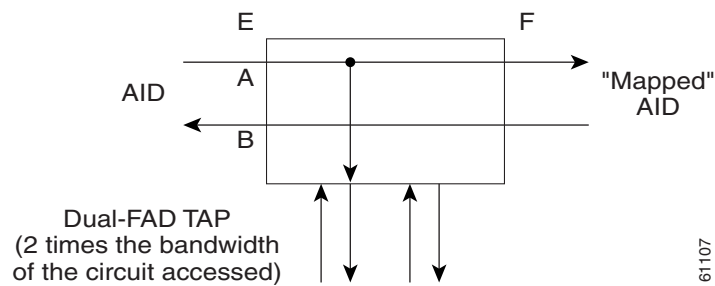 E
F
A
AID
"Mapped"
AID
B
Dual-FAD TAP
(2 times the bandwidth
of the circuit accessed)
61107